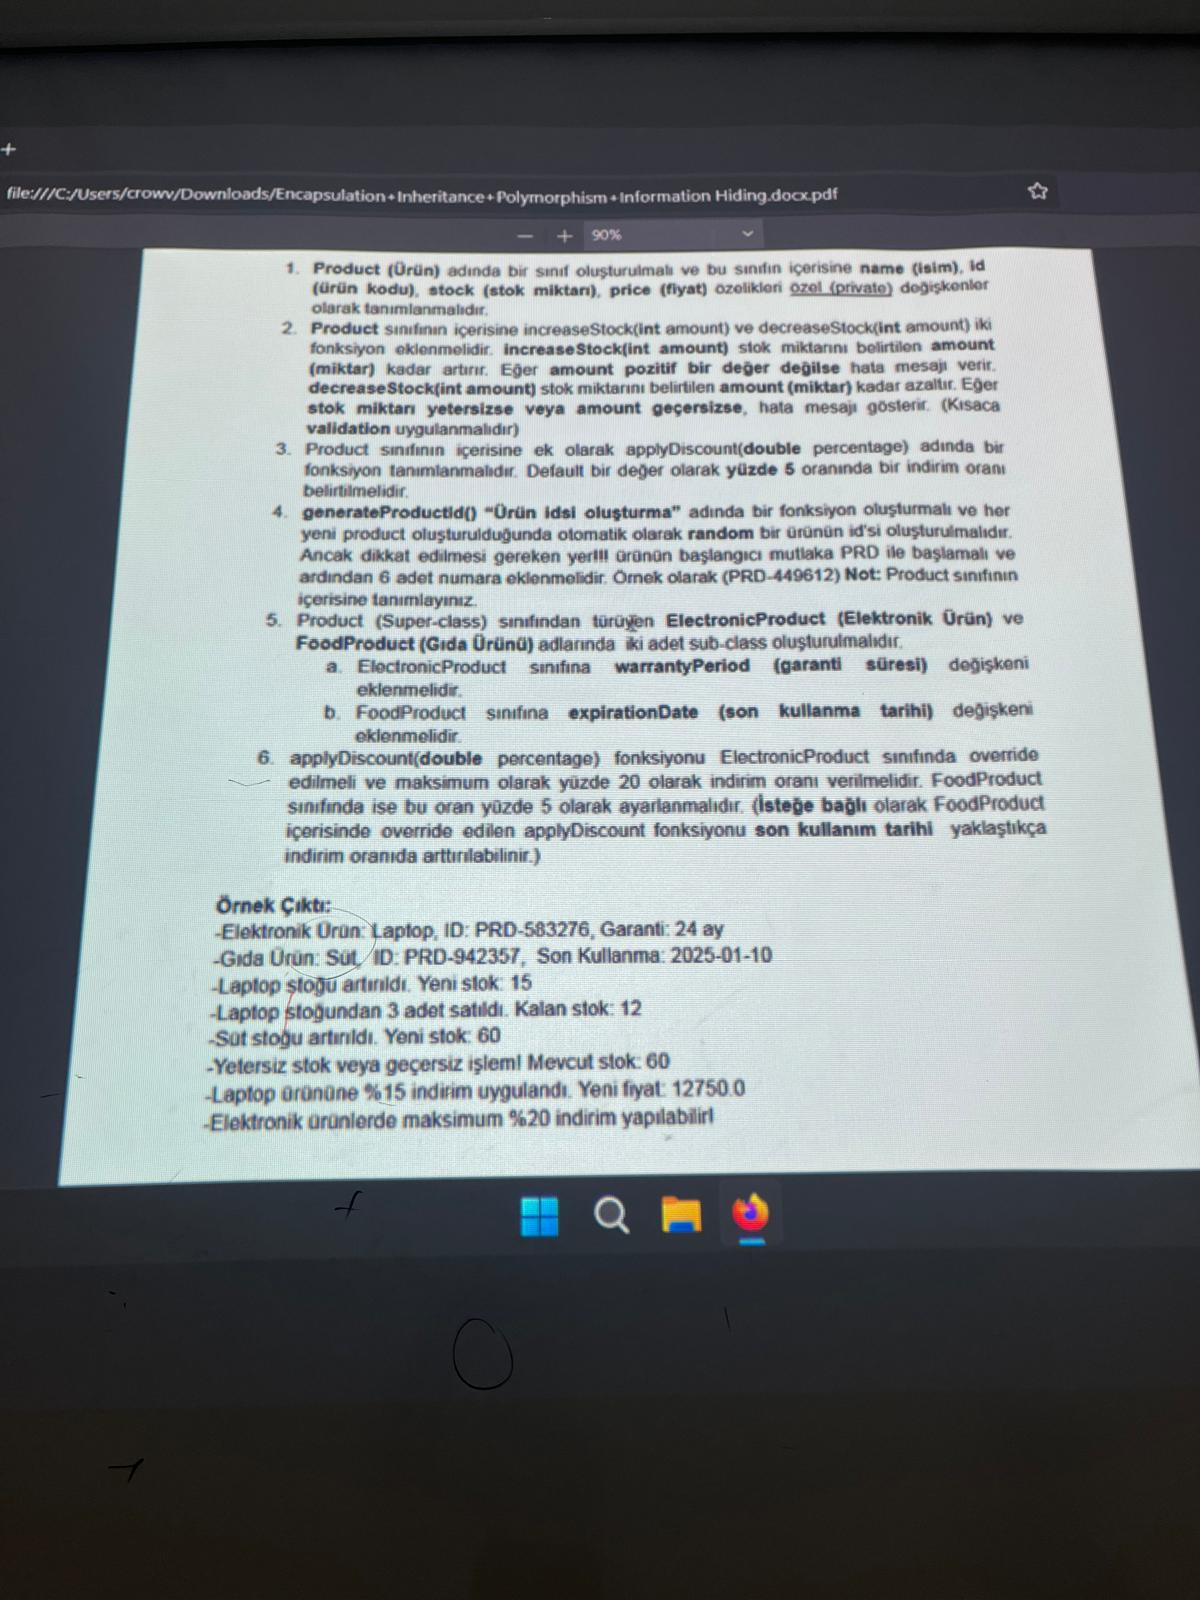 +
file:///C:/Users/crowv/Downloads/Encapsulation+Inheritance+Polymorphism+Information Hiding.docx.pdf
− + 90%
1. Product (Ürün) adında bir sınıf oluşturulmalı ve bu sınıfın içerisine name (isim), id
(ürün kodu), stock (stok miktarı), price (fiyat) özelikleri özel (private) değişkenler
olarak tanımlanmalıdır.
2. Product sınıfının içerisine increaseStock(int amount) ve decreaseStock(int amount) iki
fonksiyon eklenmelidir. increaseStock(int amount) stok miktarını belirtilen amount
(miktar) kadar artırır. Eğer amount pozitif bir değer değilse hata mesajı verir.
decreaseStock(int amount) stok miktarını belirtilen amount (miktar) kadar azaltır. Eğer
stok miktarı yetersizse veya amount geçersizse, hata mesajı gösterir. (Kısaca
validation uygulanmalıdır)
3. Product sınıfının içerisine ek olarak applyDiscount(double percentage) adında bir
fonksiyon tanımlanmalıdır. Default bir değer olarak yüzde 5 oranında bir indirim oranı
belirtilmelidir.
4. generateProductId() “Ürün idsi oluşturma” adında bir fonksiyon oluşturmalı ve her
yeni product oluşturulduğunda otomatik olarak random bir ürünün id'si oluşturulmalıdır.
Ancak dikkat edilmesi gereken yer!!! ürünün başlangıcı mutlaka PRD ile başlamalı ve
ardından 6 adet numara eklenmelidir. Örnek olarak (PRD-449612) Not: Product sınıfının
içerisine tanımlayınız.
5. Product (Super-class) sınıfından türüyen ElectronicProduct (Elektronik Ürün) ve
FoodProduct (Gıda Ürünü) adlarında iki adet sub-class oluşturulmalıdır.
a. ElectronicProduct sınıfına warrantyPeriod (garanti süresi) değişkeni
eklenmelidir.
b. FoodProduct sınıfına expirationDate (son kullanma tarihi) değişkeni
eklenmelidir.
6. applyDiscount(double percentage) fonksiyonu ElectronicProduct sınıfında override
edilmeli ve maksimum olarak yüzde 20 olarak indirim oranı verilmelidir. FoodProduct
sınıfında ise bu oran yüzde 5 olarak ayarlanmalıdır. (İsteğe bağlı olarak FoodProduct
içerisinde override edilen applyDiscount fonksiyonu son kullanım tarihi yaklaştıkça
indirim oranıda arttırılabilinir.)
Örnek Çıktı:
-Elektronik Ürün: Laptop, ID: PRD-583276, Garanti: 24 ay
-Gıda Ürün: Süt, ID: PRD-942357, Son Kullanma: 2025-01-10
-Laptop stoğu artırıldı. Yeni stok: 15
-Laptop stoğundan 3 adet satıldı. Kalan stok: 12
-Süt stoğu artırıldı. Yeni stok: 60
-Yetersiz stok veya geçersiz işlem! Mevcut stok: 60
-Laptop ürününe %15 indirim uygulandı. Yeni fiyat: 12750.0
-Elektronik ürünlerde maksimum %20 indirim yapılabilir!